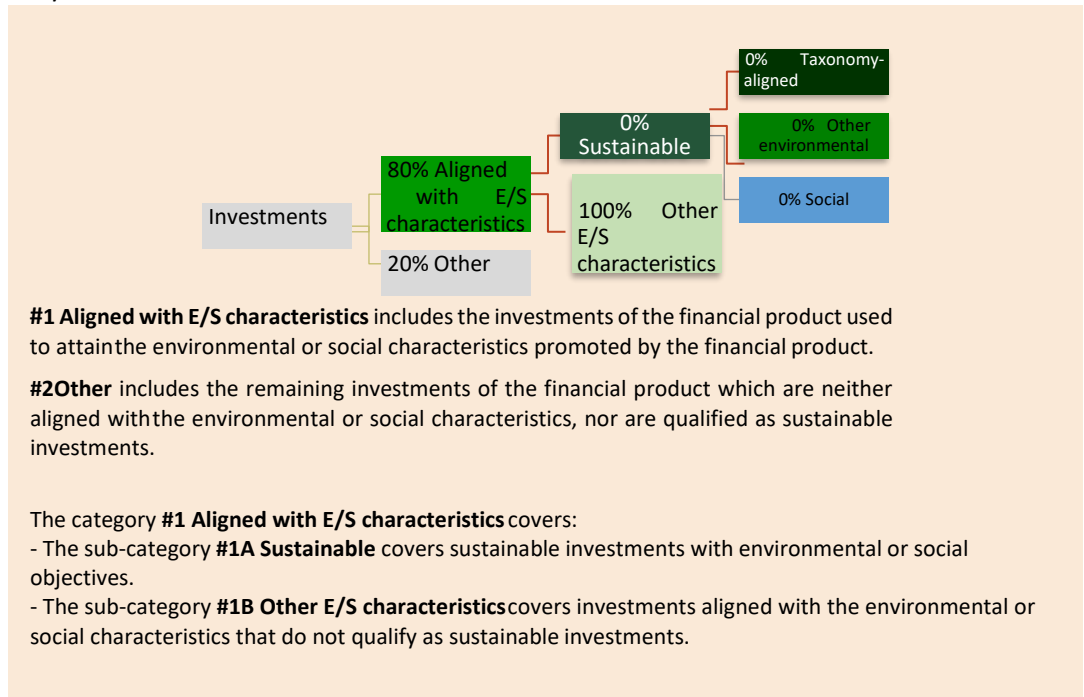 0% Taxonomy-
aligned
0%
Sustainable
0% Other
environmental
80% Aligned
with E/S
characteristics
100% Other
E/S
characteristics
0% Social
Investments
20% Other
#1 Aligned with E/S characteristics includes the investments of the financial product used
to attainthe environmental or social characteristics promoted by the financial product.
#2Other includes the remaining investments of the financial product which are neither
aligned withthe environmental or social characteristics, nor are qualified as sustainable
investments.
The category #1 Aligned with E/S characteristics covers:
- The sub-category #1A Sustainable covers sustainable investments with environmental or social
objectives.
- The sub-category #1B Other E/S characteristicscovers investments aligned with the environmental or
social characteristics that do not qualify as sustainable investments.